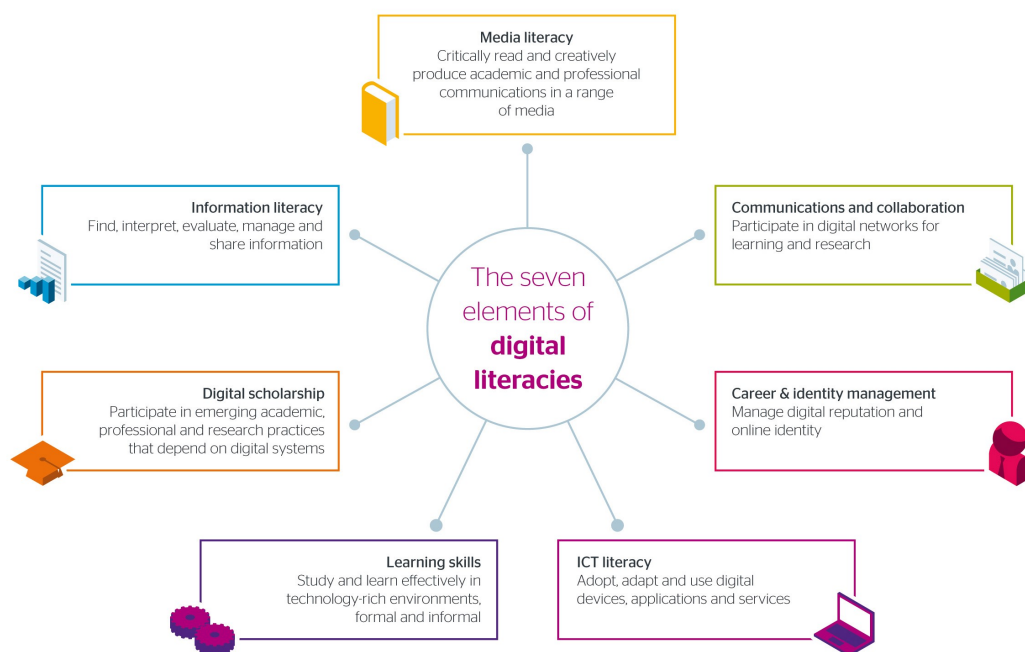 Media literacy
Critically read and creatively
produce academic and professional
communications in a range
of media
Information literacy
Find, interpret, evaluate, manage and
share information
Communications and collaboration
Participate in digital networks for
learning and research
The seven
elements of
digital
literacies
Digital scholarship
Participate in emerging academic,
professional and research practices
that depend on digital systems
Career & identity management
Manage digital reputation and
online identity
Learning skills
Study and learn effectively in
technology-rich environments,
formal and informal
ICT literacy
Adopt, adapt and use digital
devices, applications and services